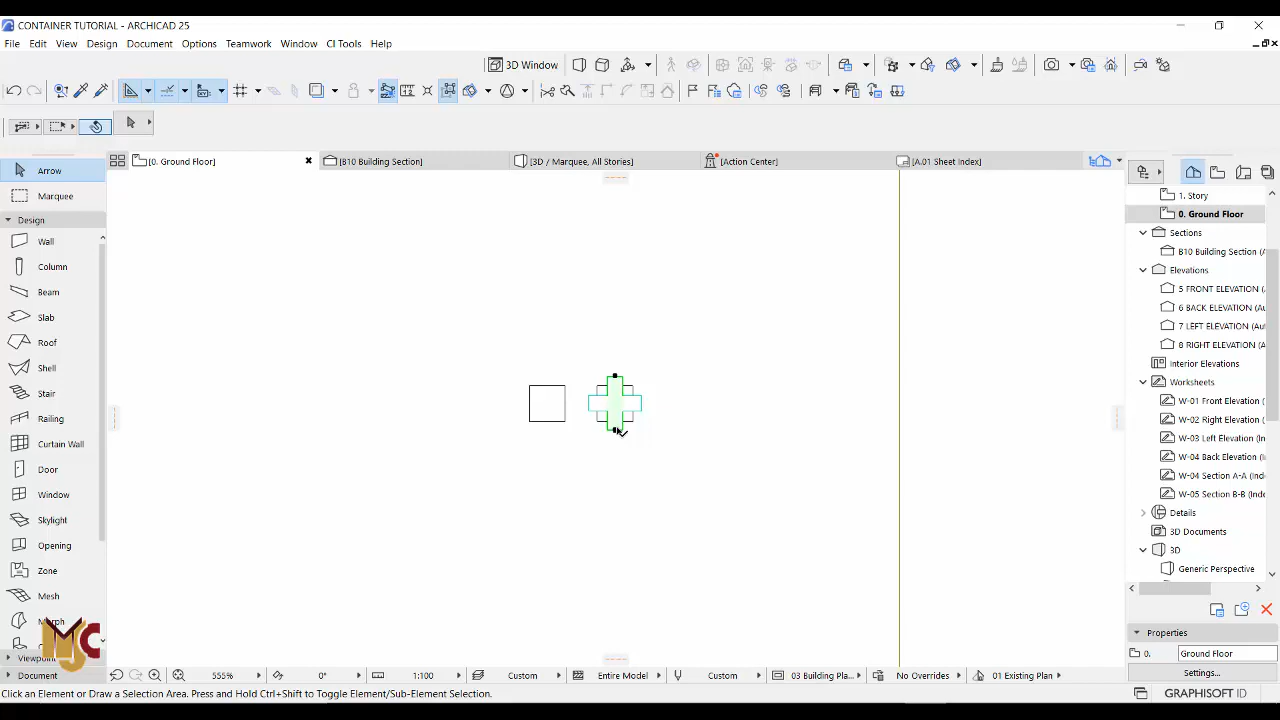 CONTAINER TUTORIAL - ARCHICAD 25
File Edit View Design Document Options Teamwork Window CI Tools Help
3D Window
[0. Ground Floor]
[B10 Building Section]
[3D / Marquee, All Stories]
[Action Center]
[A.01 Sheet Index]
Arrow
Marquee
Design
Wall
Column
Beam
Slab
Roof
Shell
Stair
Railing
Curtain Wall
Door
Window
Skylight
Opening
Zone
Mesh
Morph
Viewpoint
Document
MJC
1. Story
0. Ground Floor
Sections
B10 Building Section (A
Elevations
5 FRONT ELEVATION (A
6 BACK ELEVATION (Au
7 LEFT ELEVATION (Aut
8 RIGHT ELEVATION (A
Interior Elevations
Worksheets
W-01 Front Elevation (
W-02 Right Elevation (
W-03 Left Elevation (In
W-04 Back Elevation (I
W-04 Section A-A (Inde
W-05 Section B-B (Inde
Details
3D Documents
3D
Generic Perspective
Properties
0. Ground Floor
Settings...
555% 0° 1:100 Custom Entire Model Custom 03 Building Pla... No Overrides 01 Existing Plan
Click an Element or Draw a Selection Area. Press and Hold Ctrl+Shift to Toggle Element/Sub-Element Selection.
GRAPHISOFT ID